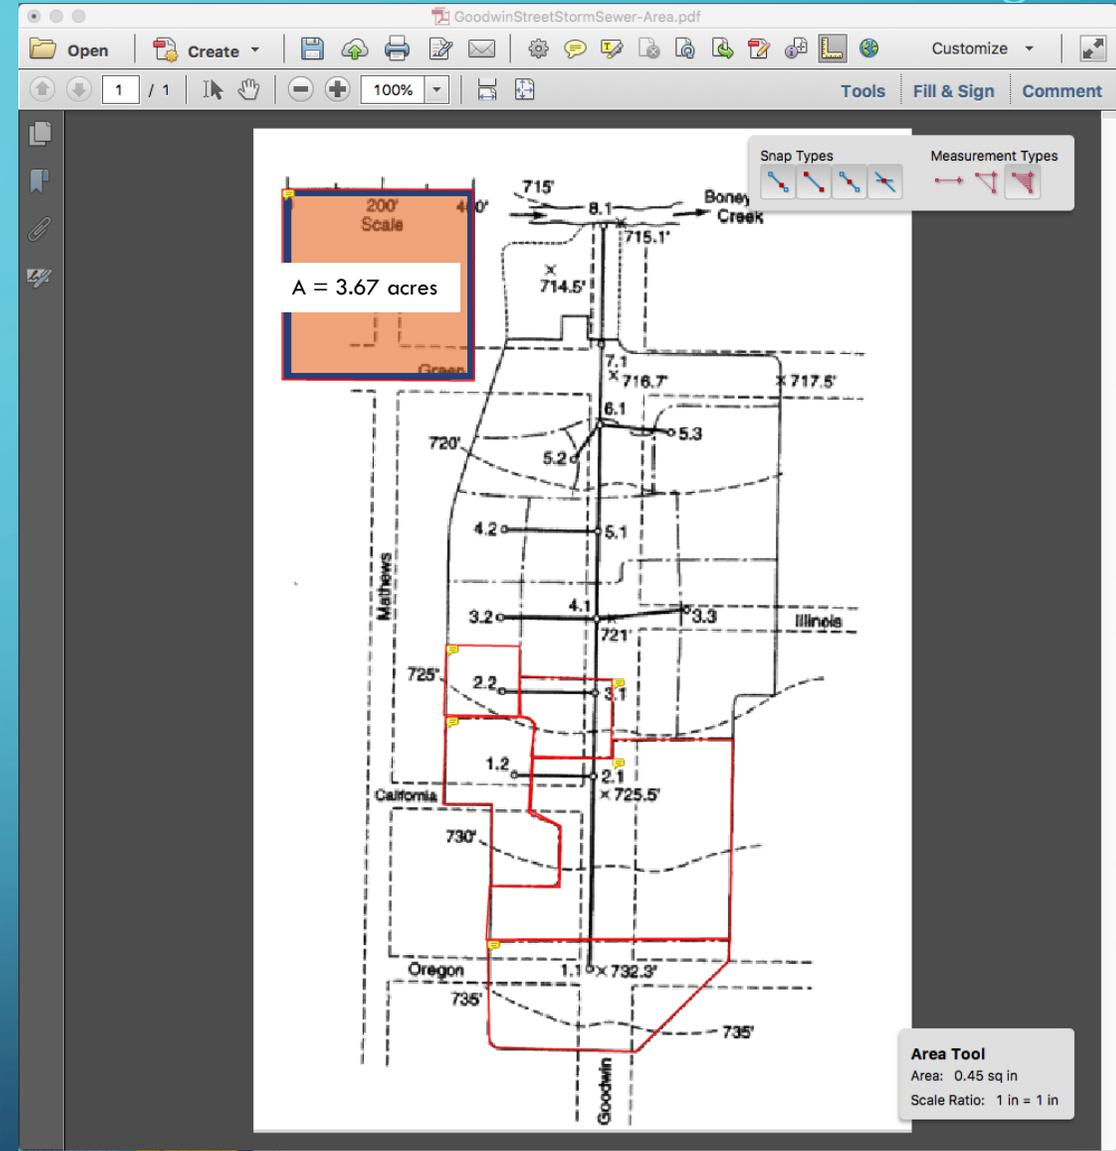 GoodwinStreetStormSewer-Area.pdf
Open
Create
Customize
1 / 1
100%
Tools
Fill & Sign
Comment
Snap Types
Measurement Types
715'
Boney
Creek
200'
400'
Scale
8.1
715.1'
A = 3.67 acres
714.5'
Green
7.1
716.7'
717.5'
6.1
720'
5.3
5.2
4.2
5.1
Mathews
3.2
4.1
3.3
721'
Illinois
725'
2.2
3.1
1.2
2.1
California
725.5'
730'
Oregon
1.1
732.3'
735'
735'
Goodwin
Area Tool
Area: 0.45 sq in
Scale Ratio: 1 in = 1 in